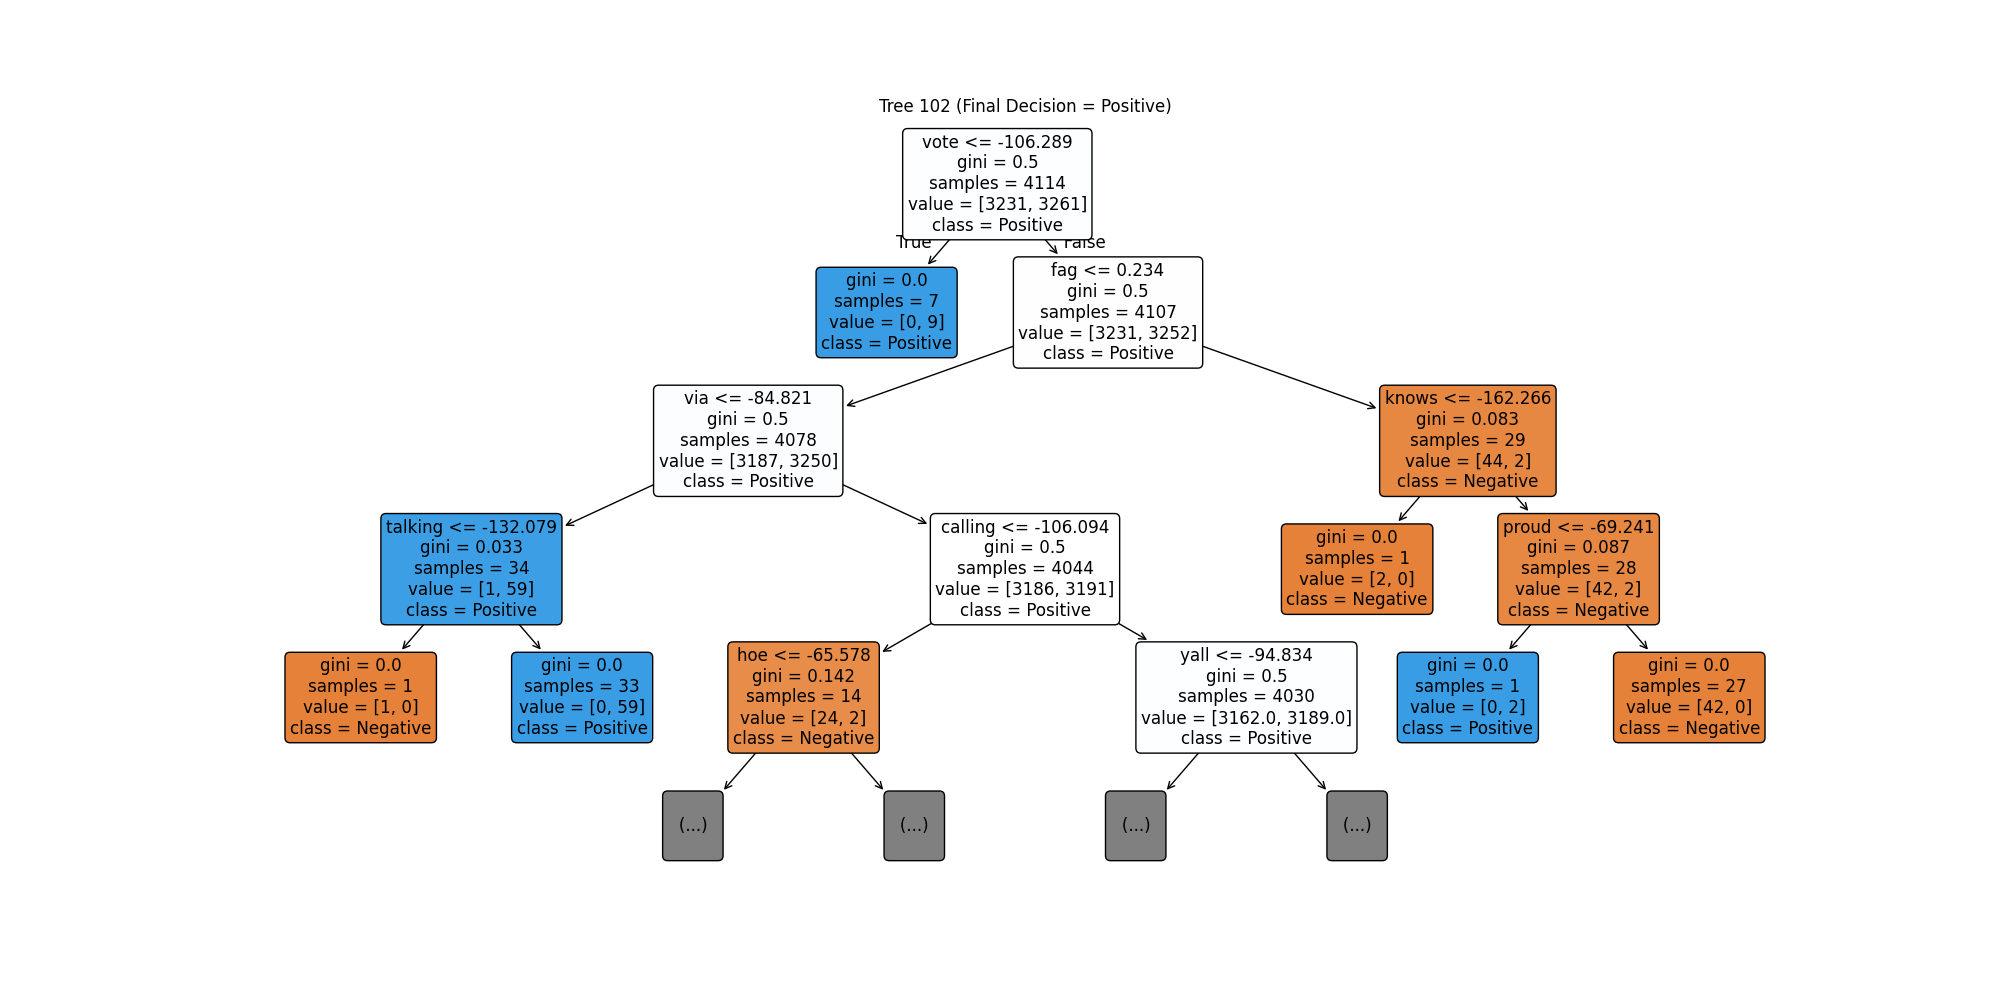 Tree 102 (Final Decision = Positive)
vote <= -106.289
gini = 0.5
samples = 4114
value = [3231, 3261]
class = Positive
True
False
gini = 0.0
samples = 7
value = [0, 9]
class = Positive
fag <= 0.234
gini = 0.5
samples = 4107
value = [3231, 3252]
class = Positive
via <= -84.821
gini = 0.5
samples = 4078
value = [3187, 3250]
class = Positive
knows <= -162.266
gini = 0.083
samples = 29
value = [44, 2]
class = Negative
talking <= -132.079
gini = 0.033
samples = 34
value = [1, 59]
class = Positive
calling <= -106.094
gini = 0.5
samples = 4044
value = [3186, 3191]
class = Positive
gini = 0.0
samples = 1
value = [2, 0]
class = Negative
proud <= -69.241
gini = 0.087
samples = 28
value = [42, 2]
class = Negative
gini = 0.0
samples = 1
value = [1, 0]
class = Negative
gini = 0.0
samples = 33
value = [0, 59]
class = Positive
hoe <= -65.578
gini = 0.142
samples = 14
value = [24, 2]
class = Negative
yall <= -94.834
gini = 0.5
samples = 4030
value = [3162.0, 3189.0]
class = Positive
gini = 0.0
samples = 1
value = [0, 2]
class = Positive
gini = 0.0
samples = 27
value = [42, 0]
class = Negative
(...)
(...)
(...)
(...)